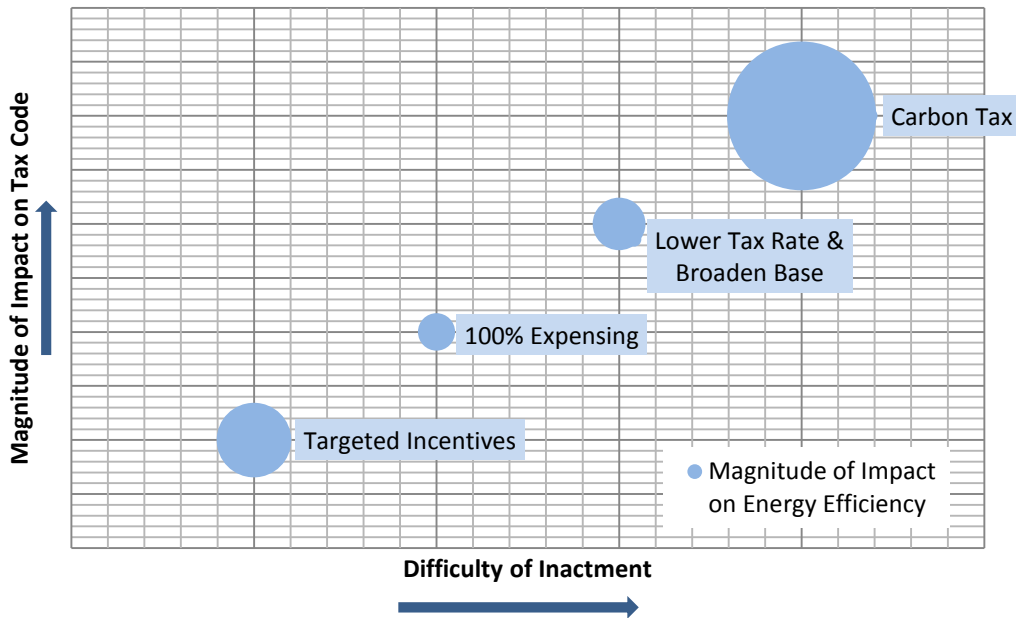 Magnitude of Impact on Tax Code
Carbon Tax
Lower Tax Rate &
Broaden Base
100% Expensing
Targeted Incentives
Magnitude of Impact
on Energy Efficiency
Difficulty of Inactment